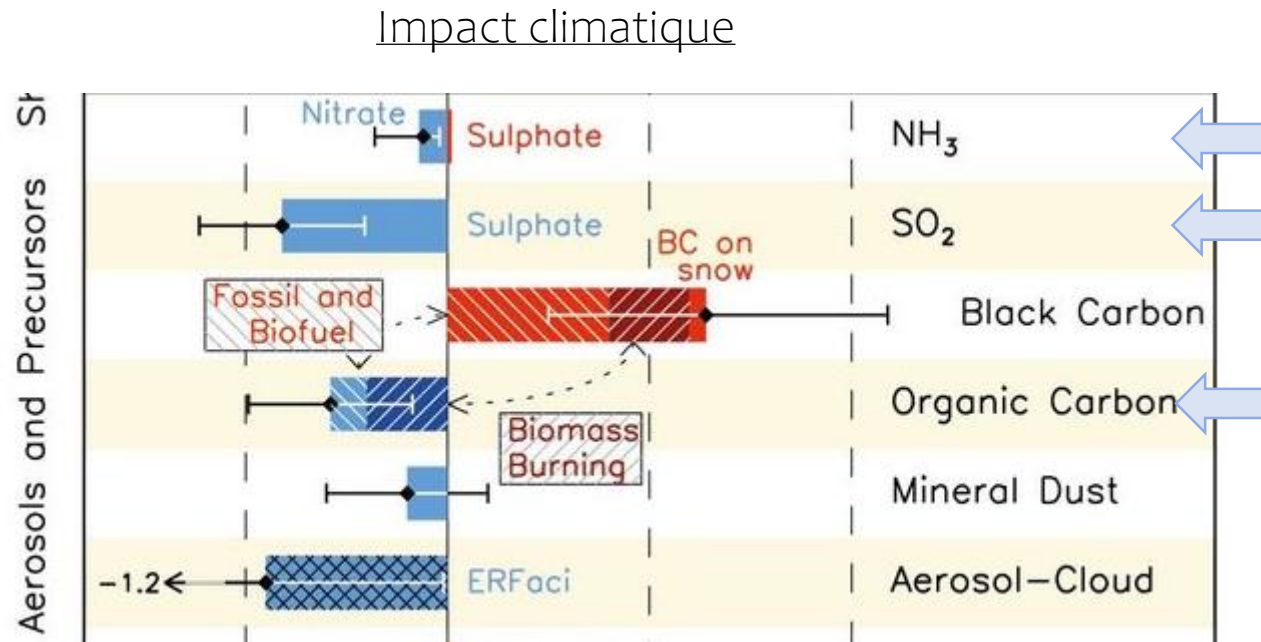 Impact climatique
Aerosols and Precursors
Nitrate
Sulphate
NH₃
Sulphate
SO₂
BC on
snow
Fossil and
Biofuel
Black Carbon
Organic Carbon
Biomass
Burning
Mineral Dust
-1.2
ERFaci
Aerosol-Cloud